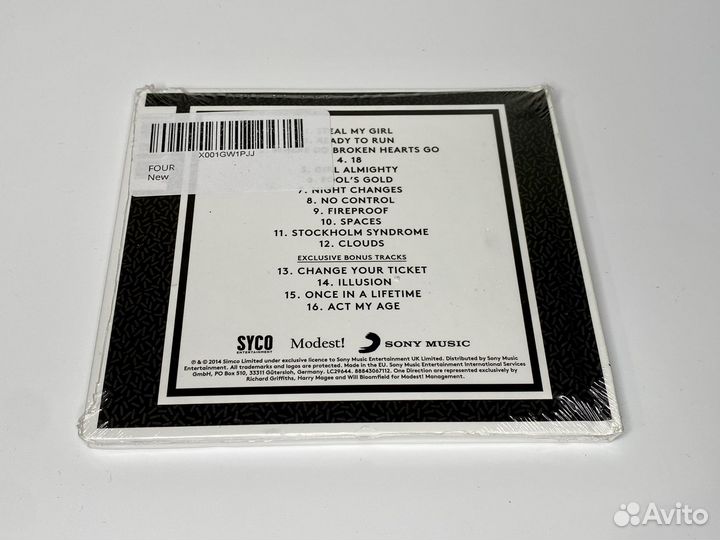 X001GW1PJJ
FOUR
New
STEAL MY GIRL
READY TO RUN
BROKEN HEARTS GO
4. 18
ALMIGHTY
FOOL'S GOLD
7. NIGHT CHANGES
8. NO CONTROL
9. FIREPROOF
10. SPACES
11. STOCKHOLM SYNDROME
12. CLOUDS
EXCLUSIVE BONUS TRACKS
13. CHANGE YOUR TICKET
14. ILLUSION
15. ONCE IN A LIFETIME
16. ACT MY AGE
SYCO
ENTERTAINMENT
Modest!
SONY MUSIC
℗ & © 2014 Simco Limited under exclusive licence to Sony Music Entertainment UK Limited. Distributed by Sony Music
Entertainment. All trademarks and logos are protected. Made in the EU. Sony Music Entertainment International Services
GmbH, PO Box 510, 33311 Gütersloh, Germany. LC29644. 88843067112. One Direction are represented exclusively by
Richard Griffiths, Harry Magee and Will Bloomfield for Modest! Management.
Avito